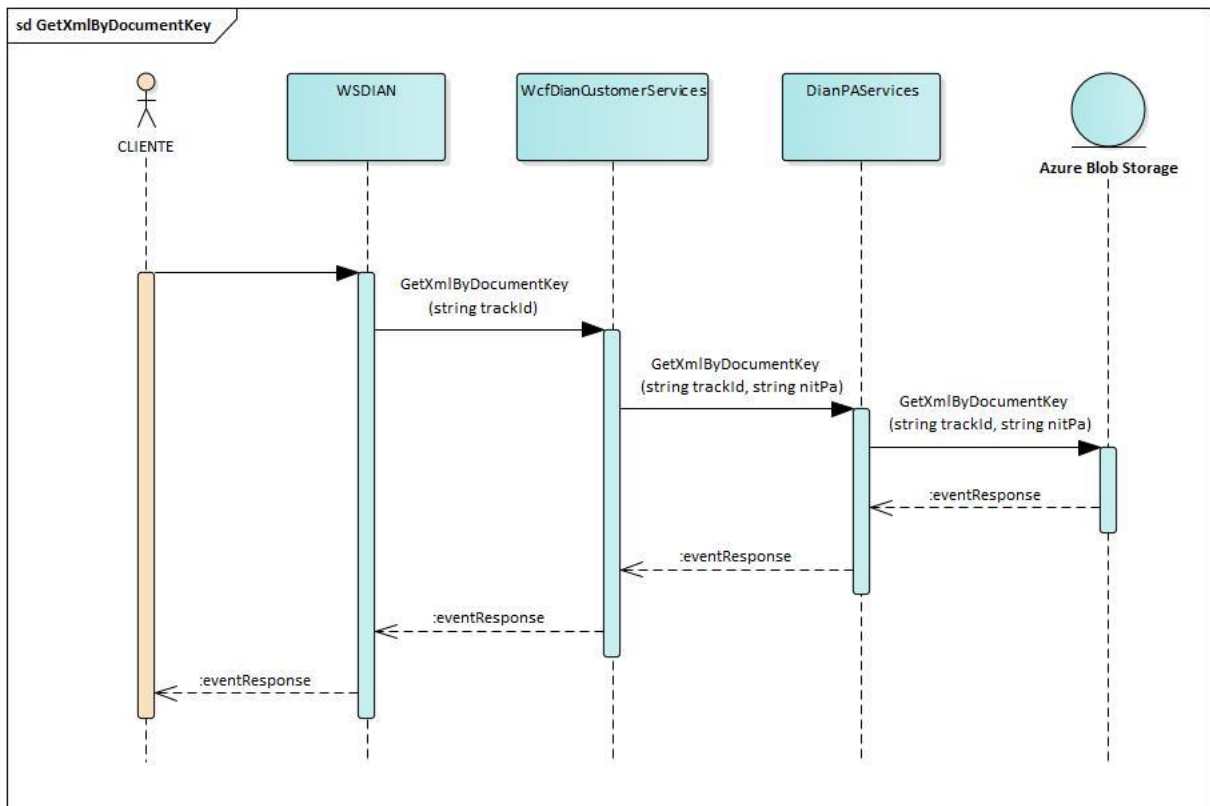 sd GetXmlByDocumentKey
CLIENTE
WSDIAN
WcfDianCustomerServices
DianPAServices
Azure Blob Storage
GetXmlByDocumentKey
(string trackId)
GetXmlByDocumentKey
(string trackId, string nitPa)
GetXmlByDocumentKey
(string trackId, string nitPa)
:eventResponse
:eventResponse
:eventResponse
:eventResponse